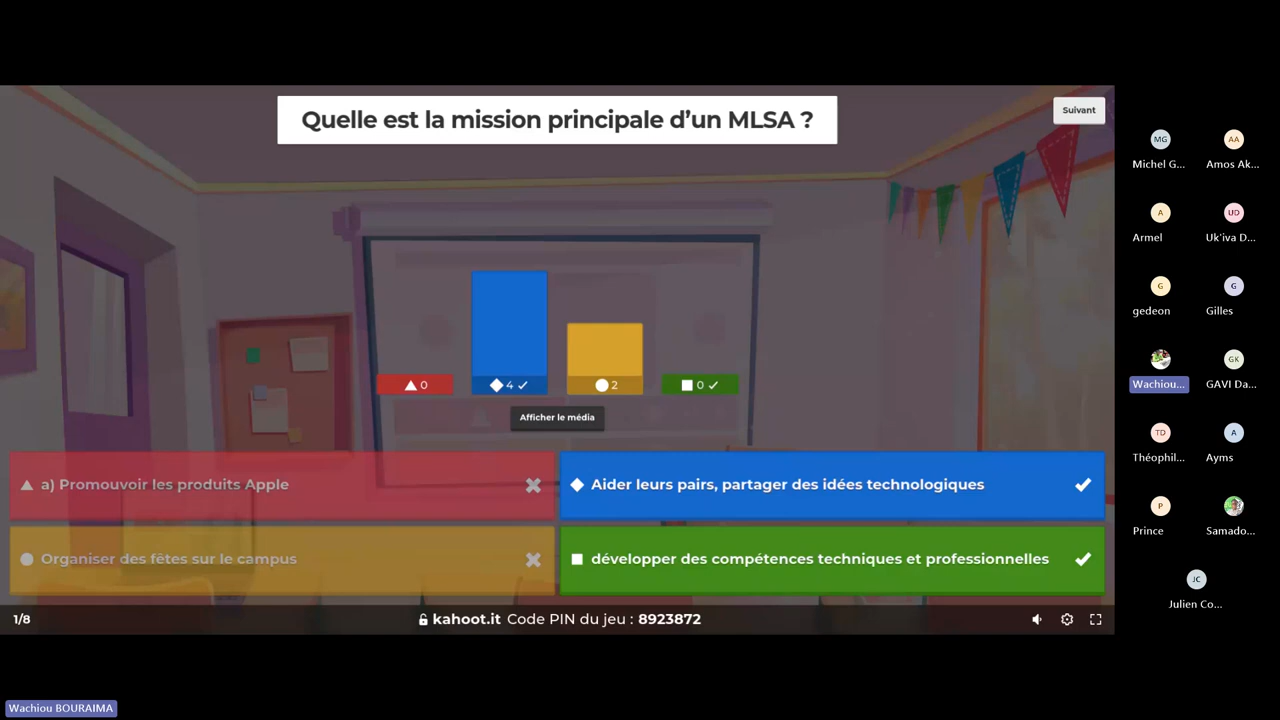 Quelle est la mission principale d'un MLSA ?
Suivant
0
4
2
0
Afficher le média
a) Promouvoir les produits Apple
Aider leurs pairs, partager des idées technologiques
Organiser des fêtes sur le campus
développer des compétences techniques et professionnelles
1/8
kahoot.it Code PIN du jeu : 8923872
MG
Michel G...
AA
Amos Ak...
A
Armel
UD
Uk'iva D...
G
gedeon
G
Gilles
Wachiou...
GK
GAVI Da...
TD
Théophil...
A
Ayms
P
Prince
Samado...
JC
Julien Co...
Wachiou BOURAIMA